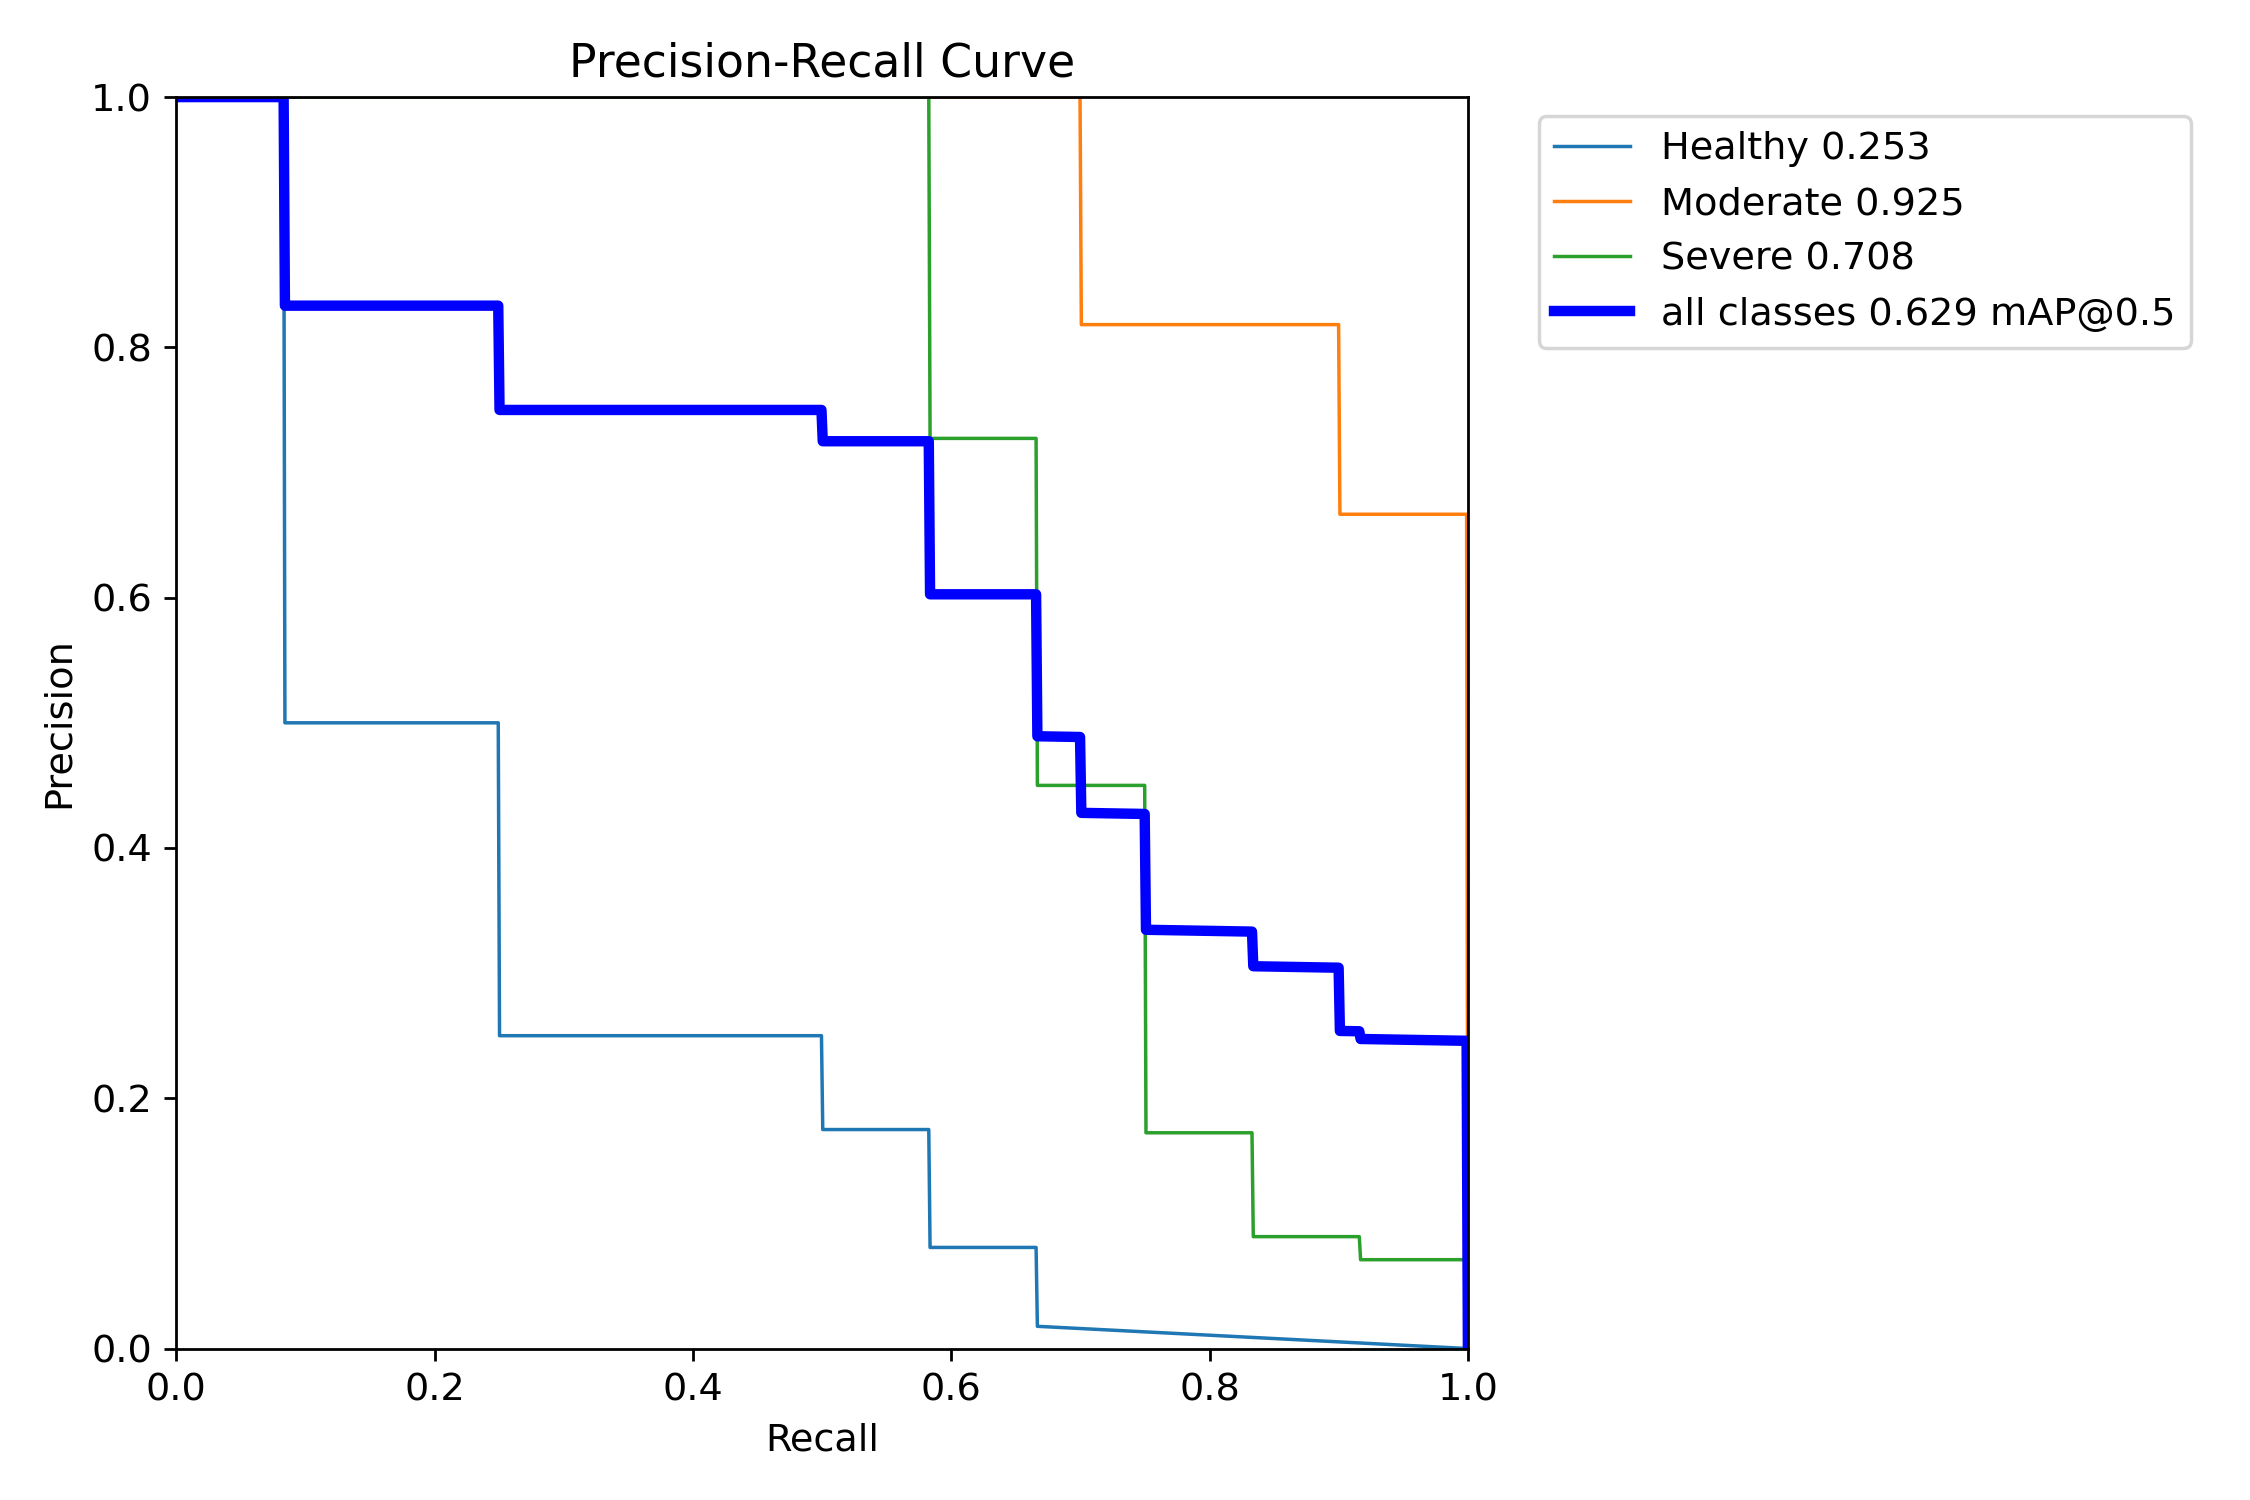 Precision-Recall Curve
1.0
0.8
0.6
0.4
0.2
0.0
Precision
0.0 0.2 0.4 0.6 0.8 1.0
Recall
Healthy 0.253
Moderate 0.925
Severe 0.708
all classes 0.629 mAP@0.5